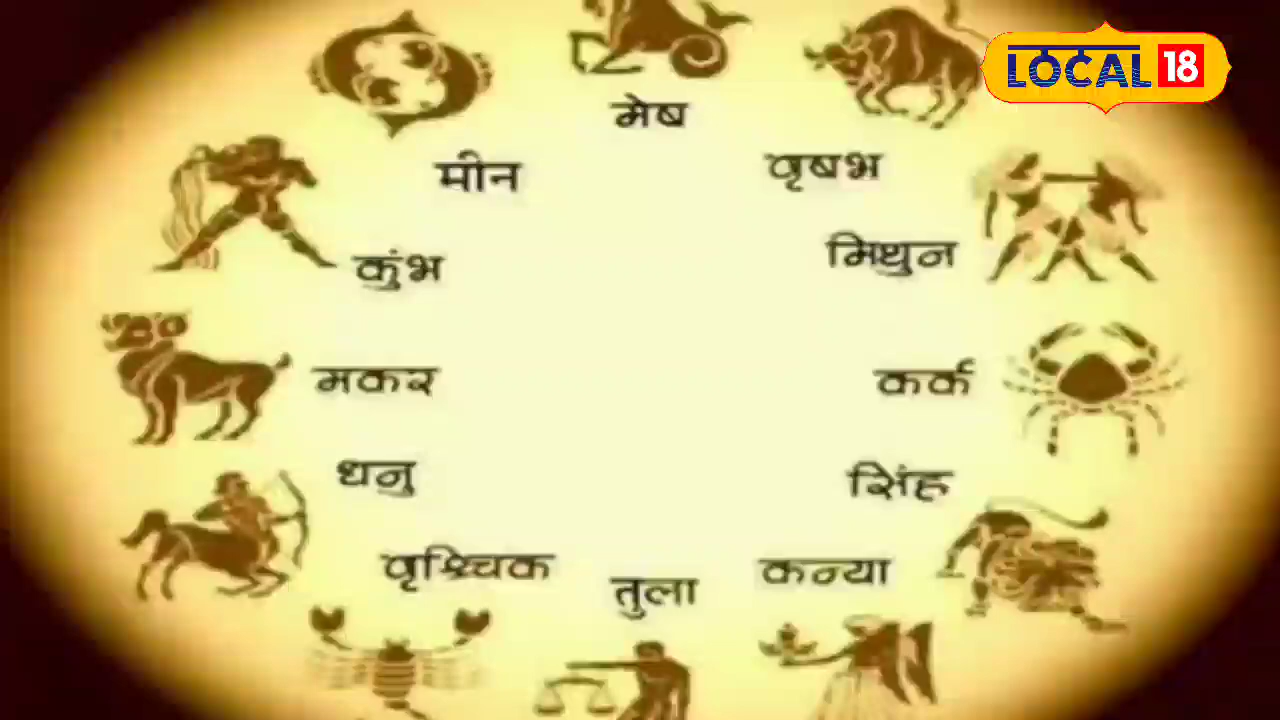 LOCAL 18
मेष
वृषभ
मीन
मिथुन
कुंभ
मकर
कर्क
धनु
सिंह
वृश्चिक
तुला
कन्या